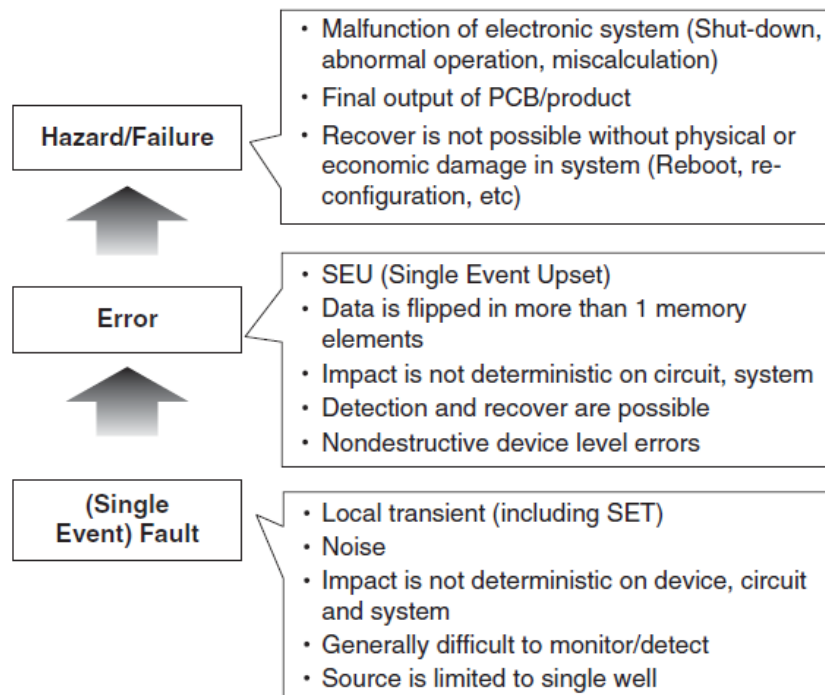 Hazard/Failure
• Malfunction of electronic system (Shut-down,
abnormal operation, miscalculation)
• Final output of PCB/product
• Recover is not possible without physical or
economic damage in system (Reboot, re-
configuration, etc)
Error
• SEU (Single Event Upset)
• Data is flipped in more than 1 memory
elements
• Impact is not deterministic on circuit, system
• Detection and recover are possible
• Nondestructive device level errors
(Single
Event) Fault
• Local transient (including SET)
• Noise
• Impact is not deterministic on device, circuit
and system
• Generally difficult to monitor/detect
• Source is limited to single well